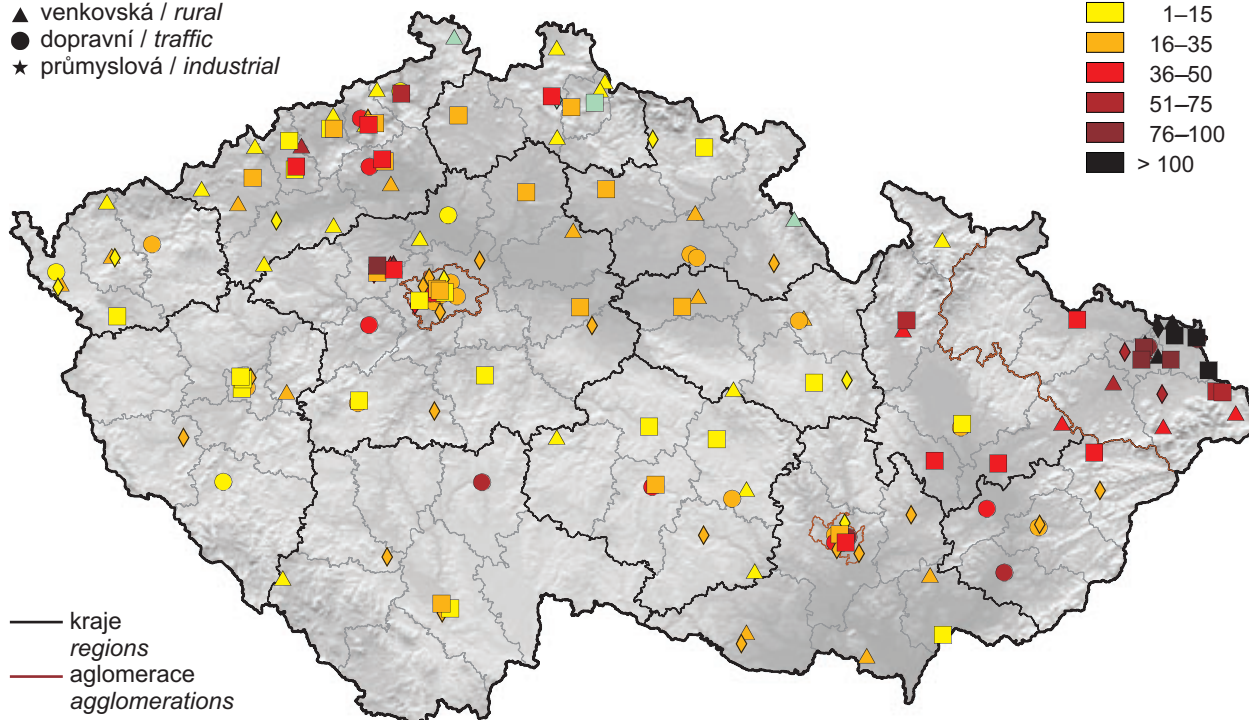 venkovská / rural
dopravní / traffic
průmyslová / industrial
1–15
16–35
36–50
51–75
76–100
> 100
kraje
regions
aglomerace
agglomerations